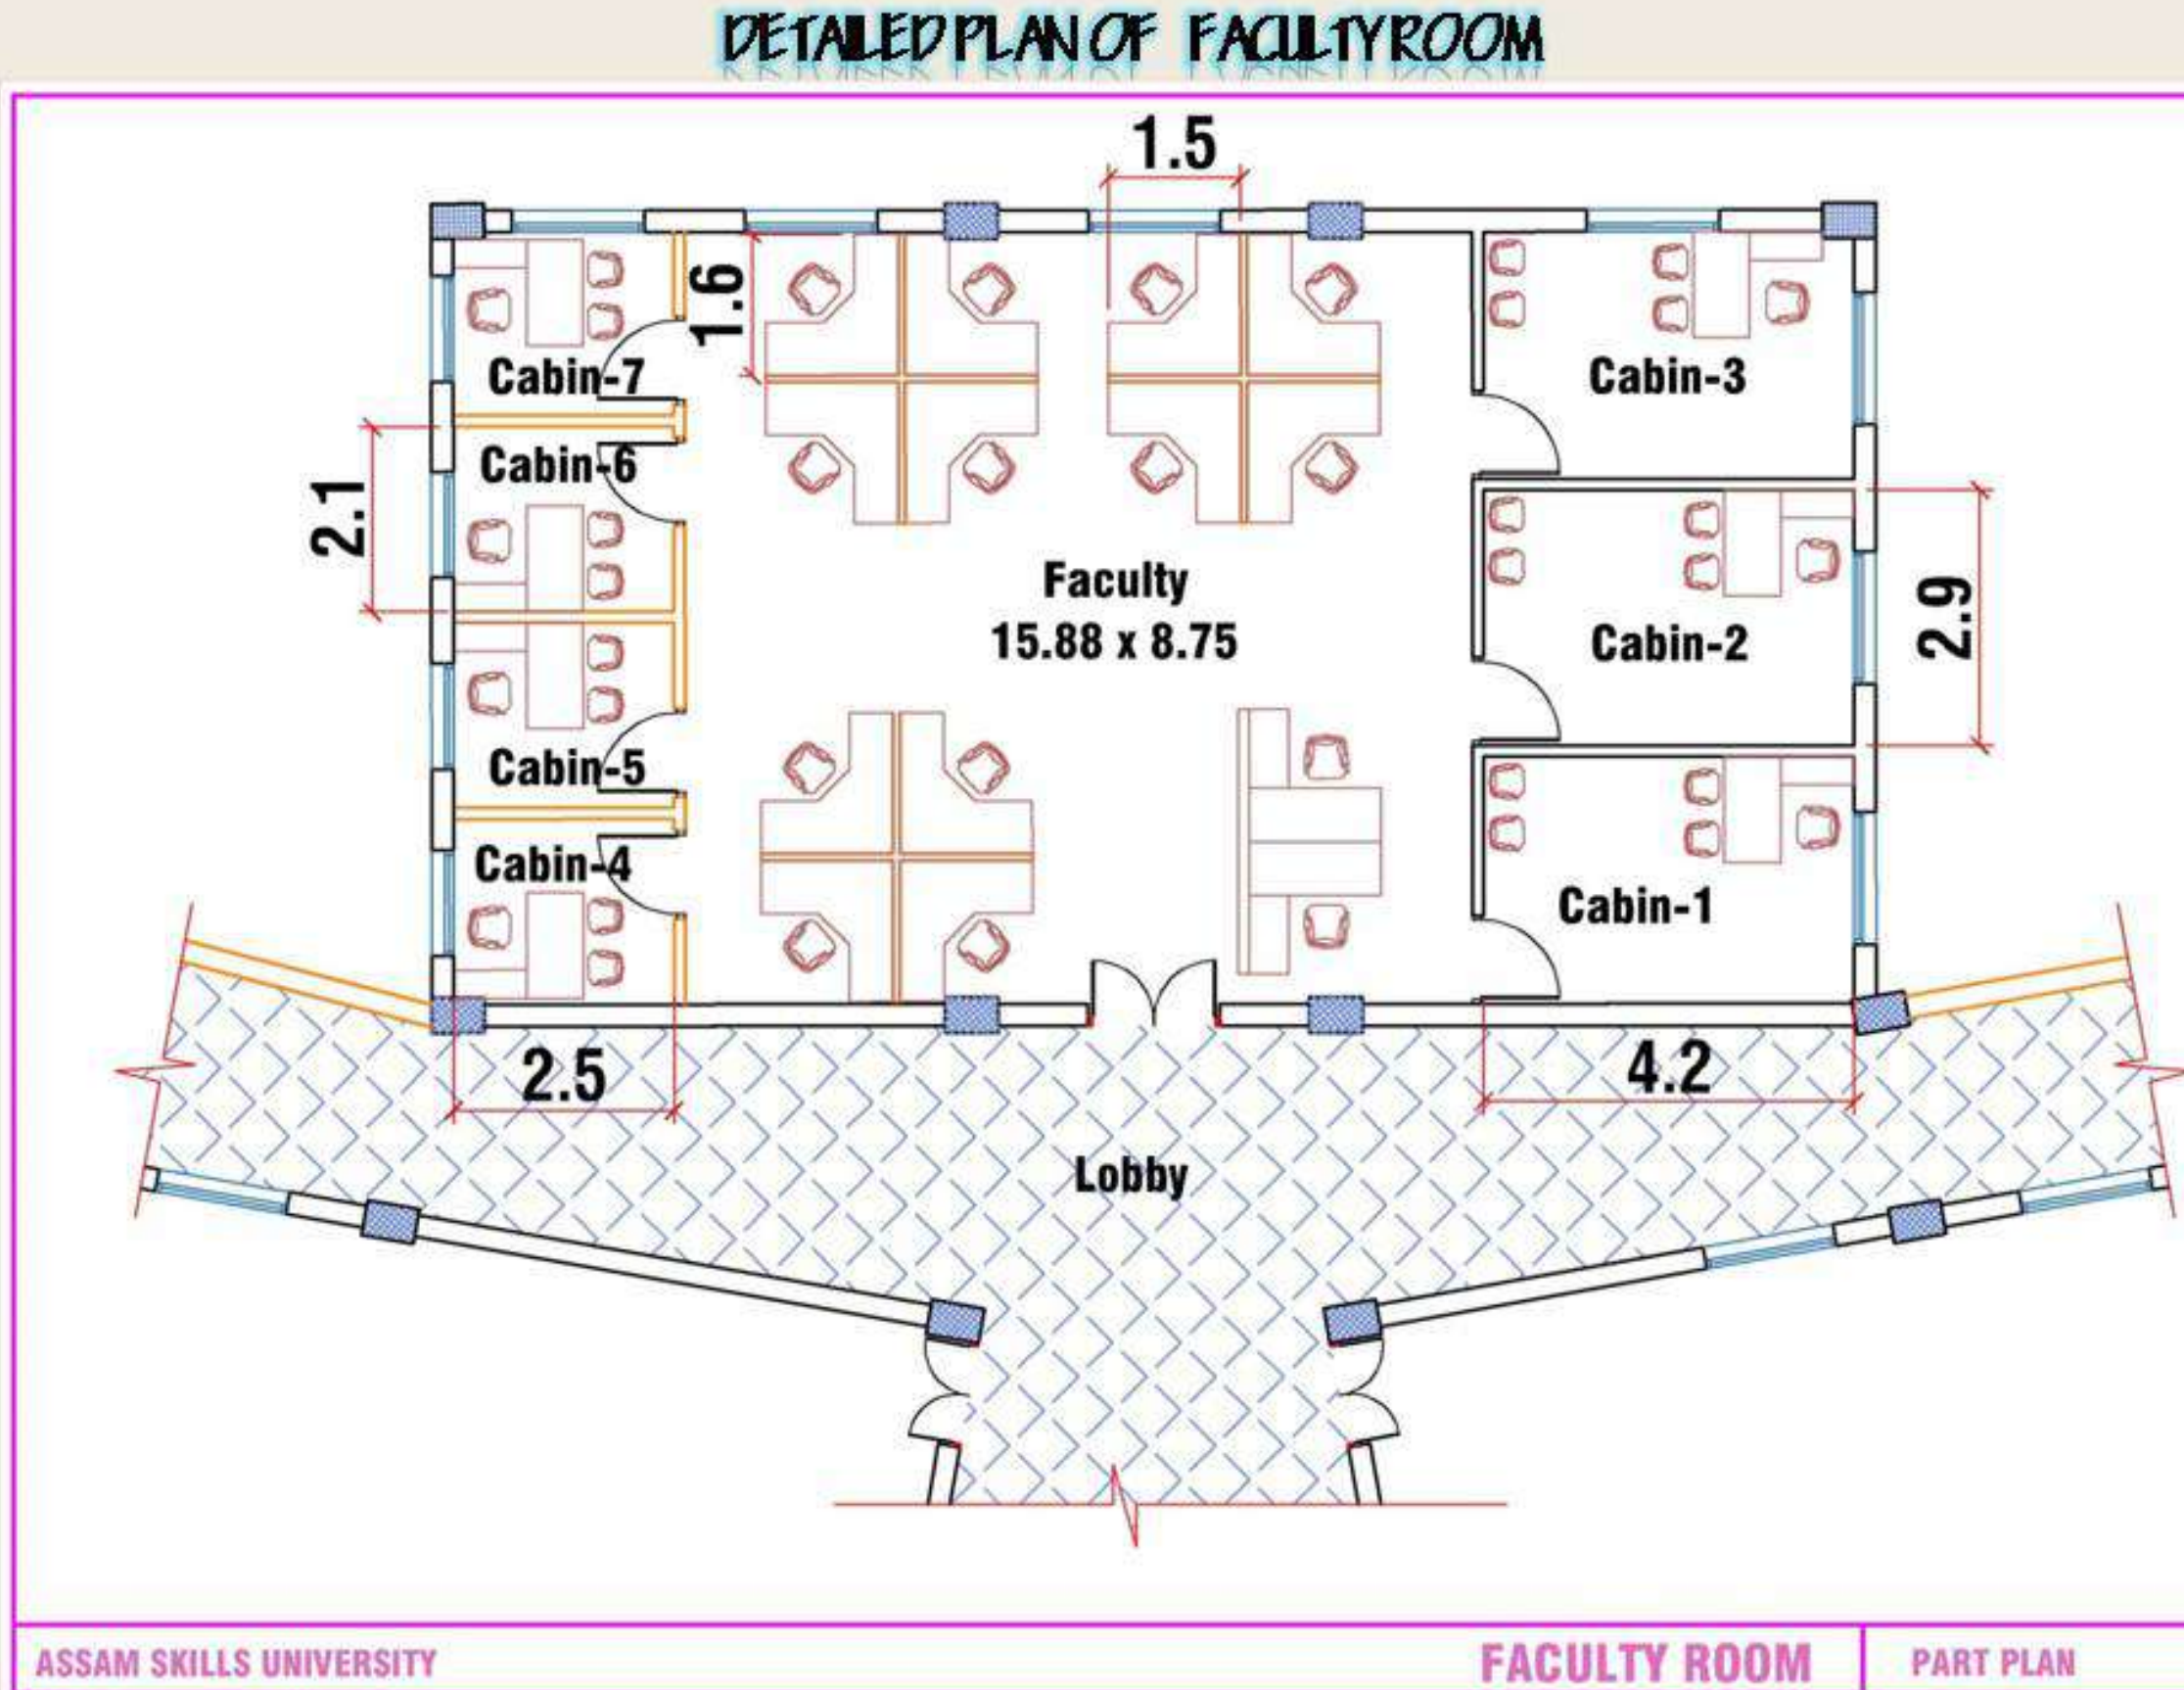 DETAILED PLAN OF FACULTY ROOM
1.5
1.6
Cabin-7
Cabin-3
Cabin-6
2.1
Faculty
15.88 x 8.75
Cabin-2
2.9
Cabin-5
Cabin-4
Cabin-1
2.5
4.2
Lobby
ASSAM SKILLS UNIVERSITY
FACULTY ROOM
PART PLAN